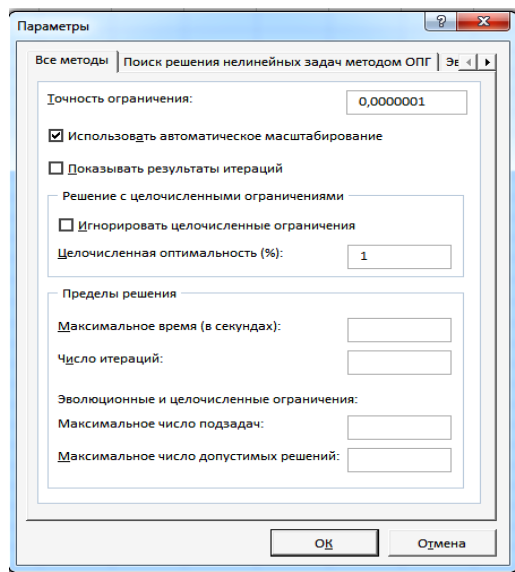 Параметры
Все методы Поиск решения нелинейных задач методом ОПГ Эв
Точность ограничения: 0,0000001
Использовать автоматическое масштабирование
Показывать результаты итераций
Решение с целочисленными ограничениями
Игнорировать целочисленные ограничения
Целочисленная оптимальность (%): 1
Пределы решения
Максимальное время (в секундах):
Число итераций:
Эволюционные и целочисленные ограничения:
Максимальное число подзадач:
Максимальное число допустимых решений:
ОК Отмена